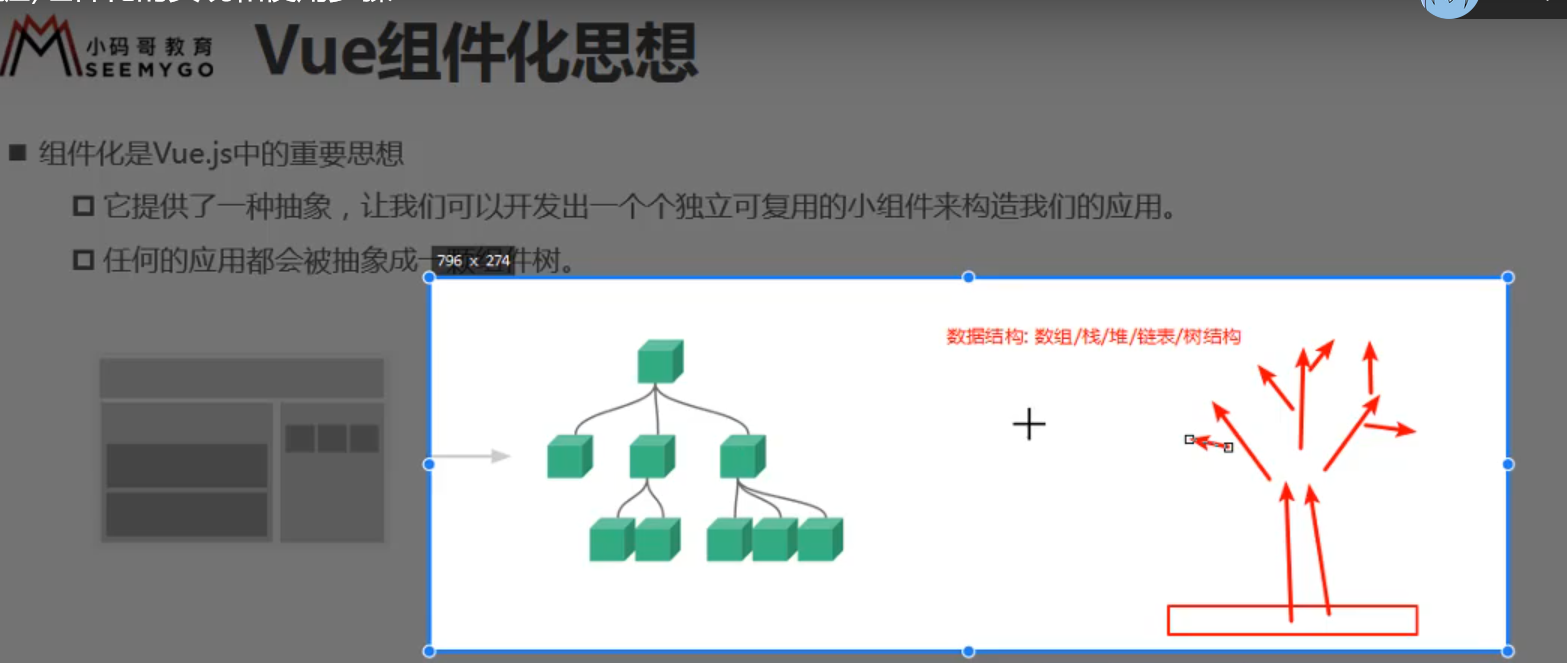 小码哥教育
SEEMYGO
Vue组件化思想
组件化是Vue.js中的重要思想
它提供了一种抽象，让我们可以开发出一个个独立可复用的小组件来构造我们的应用。
任何的应用都会被抽象成一颗组件树。
796 x 274
数据结构: 数组/栈/堆/链表/树结构